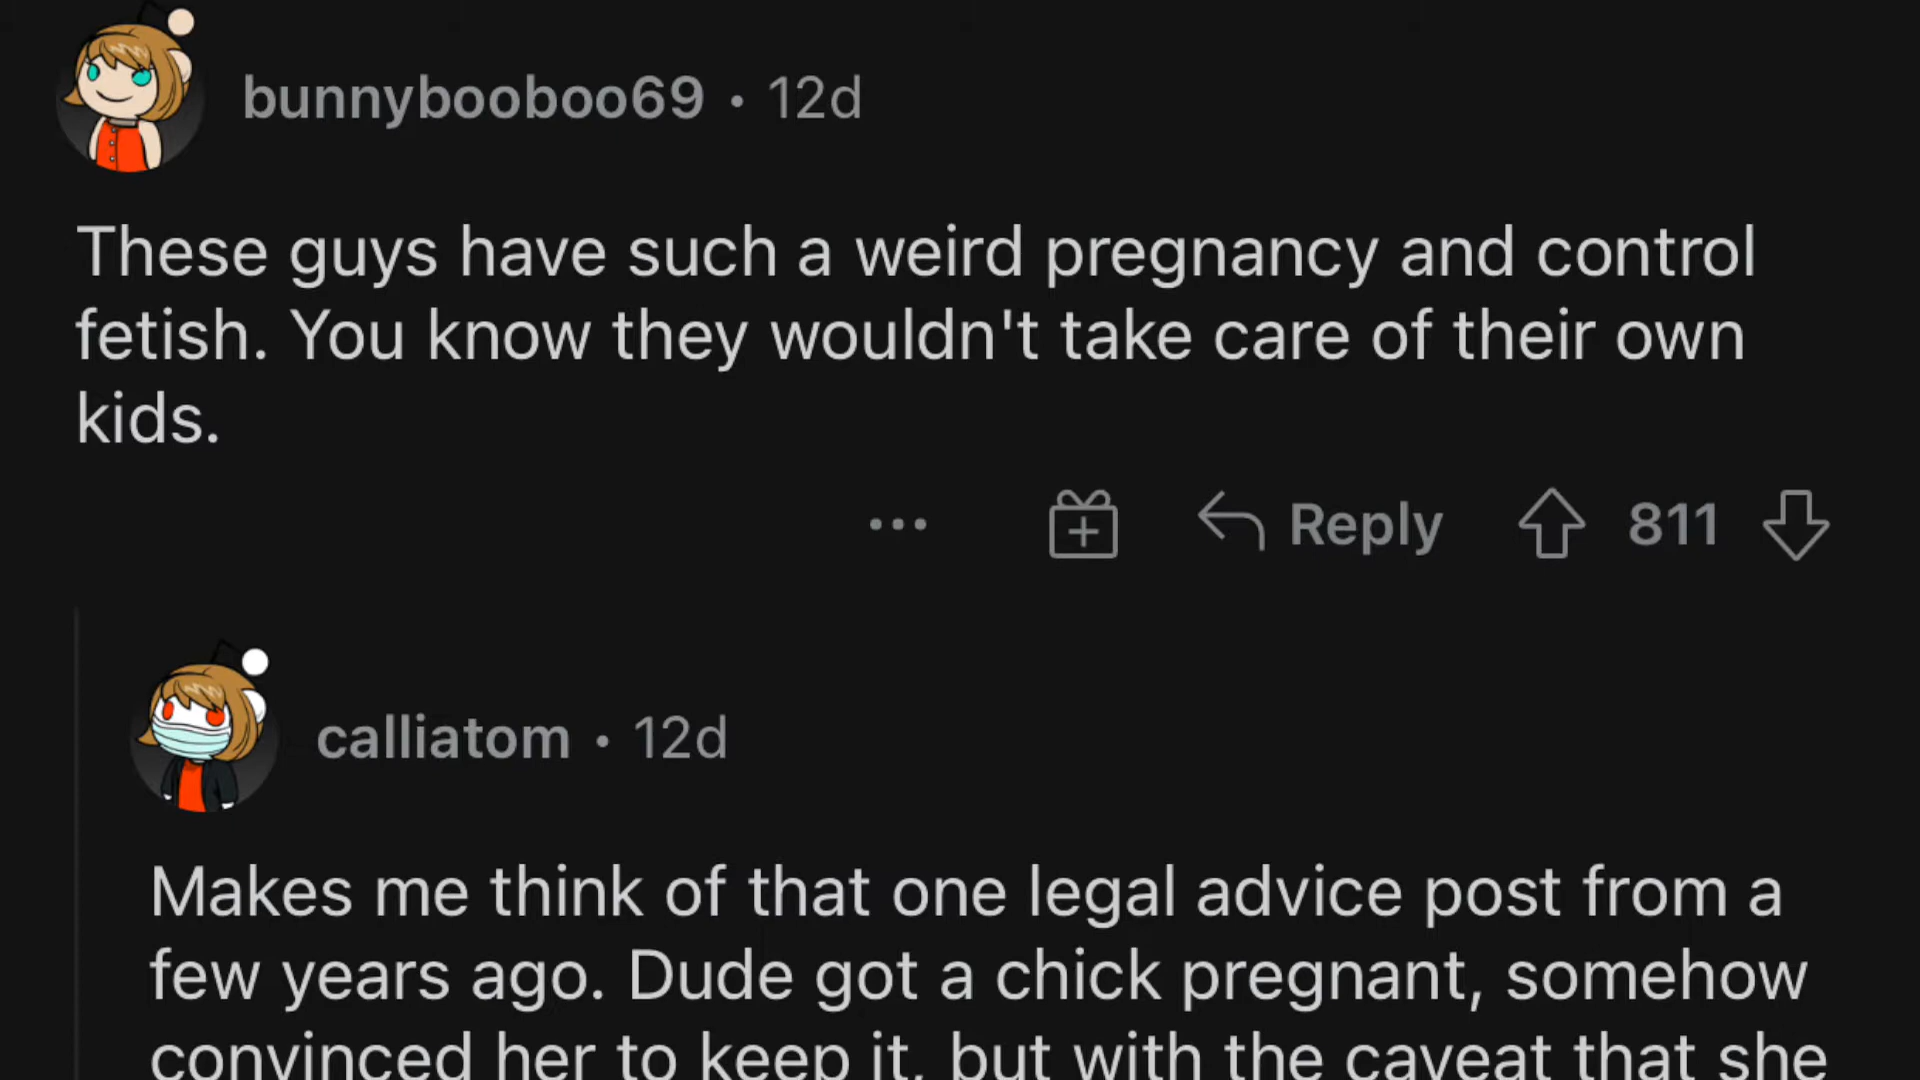 bunnybooboo69 • 12d
These guys have such a weird pregnancy and control
fetish. You know they wouldn't take care of their own
kids.
Reply 811
calliatom • 12d
Makes me think of that one legal advice post from a
few years ago. Dude got a chick pregnant, somehow
convinced her to keep it, but with the caveat that she